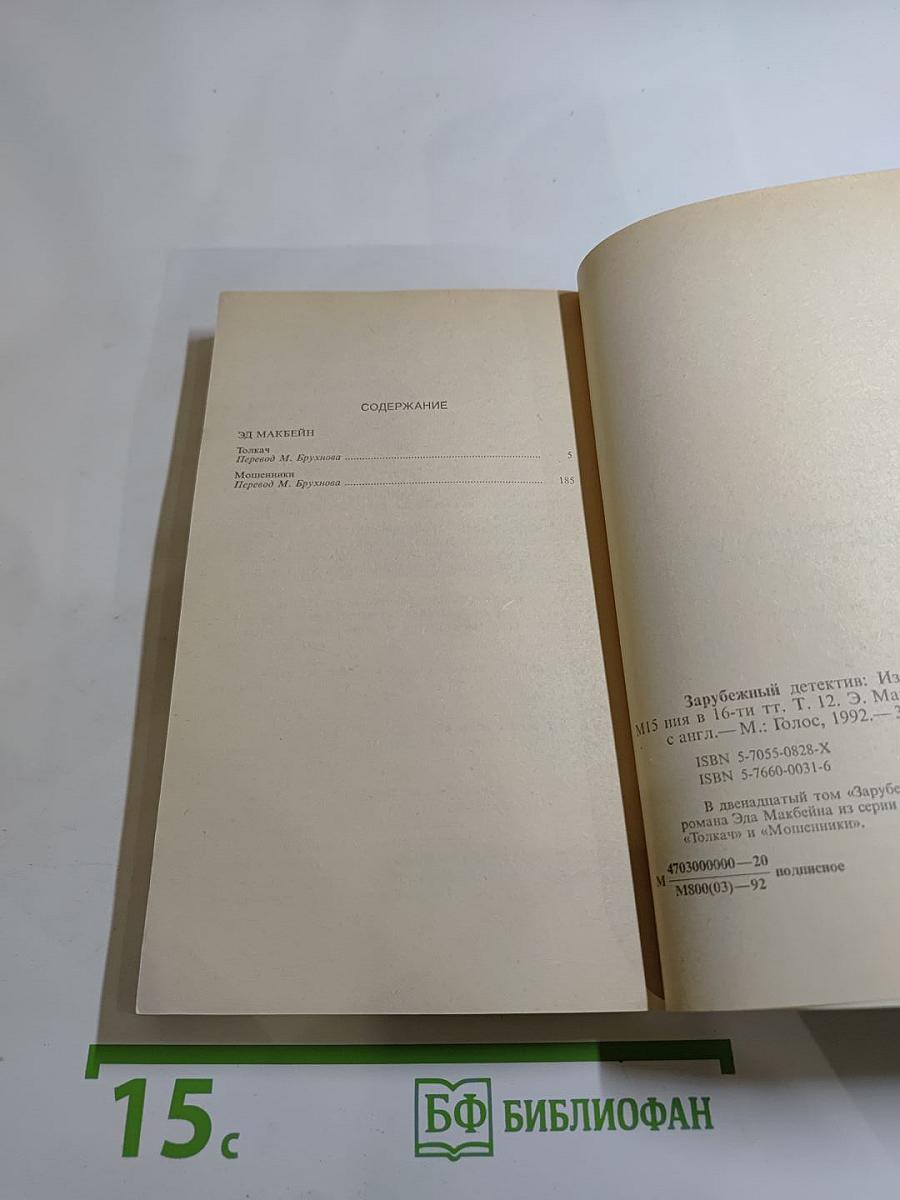 СОДЕРЖАНИЕ
ЭД МАКБЕЙН
Толкач
Перевод М. Брухнова ........................................................ 5
Мошенники
Перевод М. Брухнова ........................................................ 185
Зарубежный детектив: Из
М15 ния в 16-ти тт. Т. 12. Э. Ма
с англ.— М.: Голос, 1992.— 3
ISBN 5-7055-0828-X
ISBN 5-7660-0031-6
В двенадцатый том «Зарубе
романа Эда Макбейна из серии
«Толкач» и «Мошенники».
М 4703000000—20 подписное
М800(03)—92
15 с
БФ БИБЛИОФАН